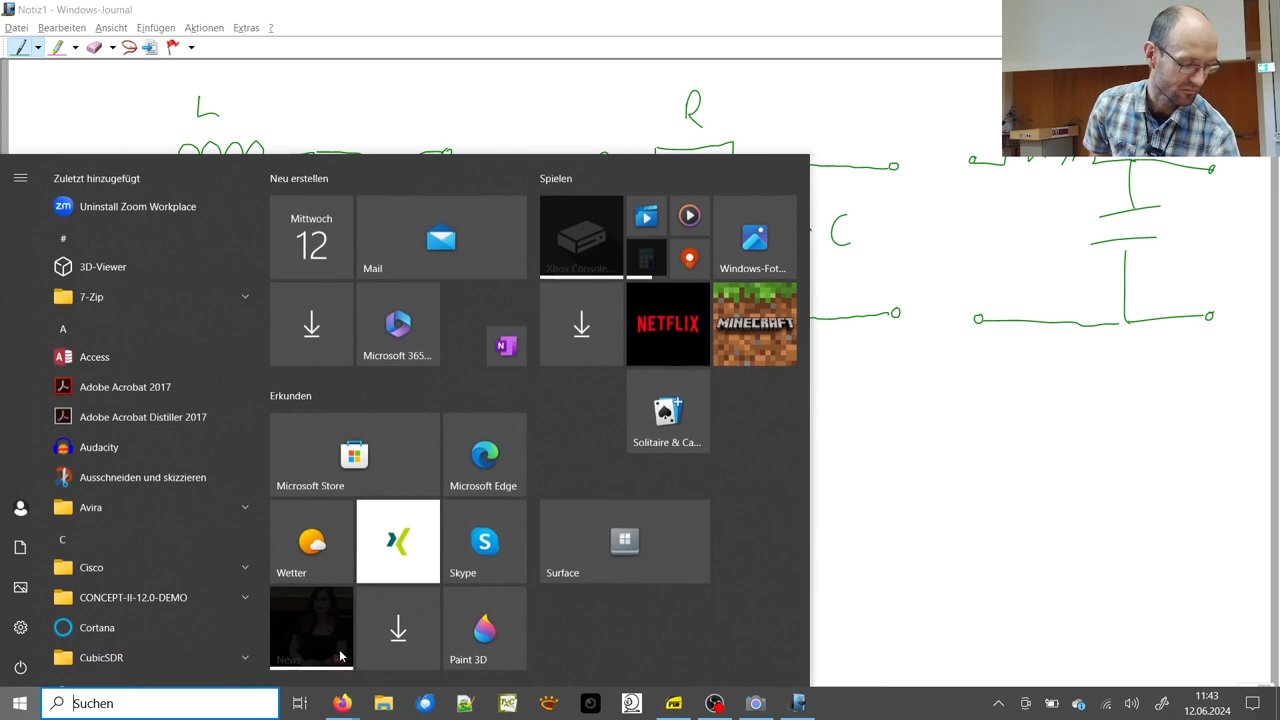 Notiz1 - Windows-Journal
Datei Bearbeiten Ansicht Einfügen Aktionen Extras ?
L
R
C
Zuletzt hinzugefügt
Uninstall Zoom Workplace
#
3D-Viewer
7-Zip
A
Access
Adobe Acrobat 2017
Adobe Acrobat Distiller 2017
Audacity
Ausschneiden und skizzieren
Avira
C
Cisco
CONCEPT-II-12.0-DEMO
Cortana
CubicSDR
Neu erstellen
Mittwoch
12
Mail
Microsoft 365...
Erkunden
Microsoft Store
Microsoft Edge
Wetter
Skype
News
Paint 3D
Spielen
Xbox Console...
Windows-Fot...
NETFLIX
MINECRAFT
Solitaire & Ca...
Surface
Suchen
11:43
12.06.2024